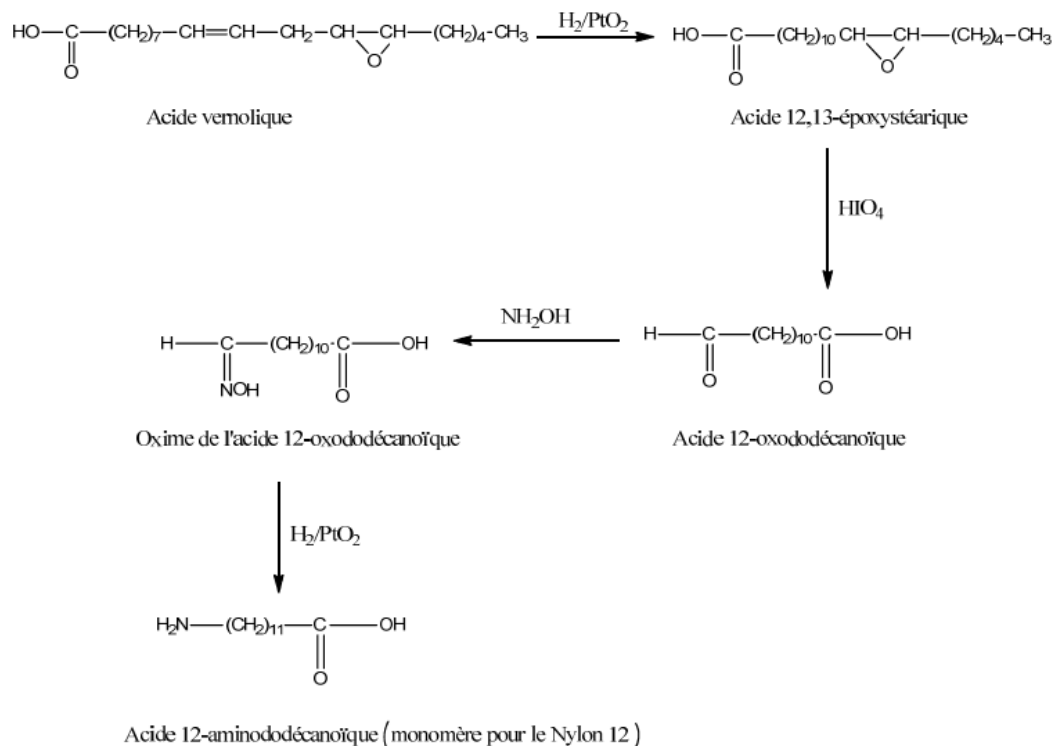 HO—C—(CH2)7—CH=CH—CH2—CH—CH—(CH2)4-CH3
O
O
H2/PtO2
HO—C—(CH2)10—CH—CH—(CH2)4-CH3
O
O
Acide vernolique
Acide 12,13-époxystéarique
HIO4
H—C—(CH2)10-C—OH
NOH
O
NH2OH
H—C—(CH2)10-C—OH
O
O
Oxime de l'acide 12-oxododécanoïque
Acide 12-oxododécanoïque
H2/PtO2
H2N—(CH2)11—C—OH
O
Acide 12-aminododécanoïque (monomère pour le Nylon 12)